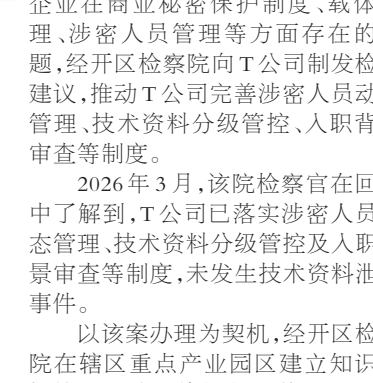 企业在商业秘密保护制度、载体
理、涉密人员管理等方面存在的
题,经开区检察院向T公司制发检
建议,推动T公司完善涉密人员动
管理、技术资料分级管控、入职背
审查等制度。
2026年3月,该院检察官在回
中了解到,T公司已落实涉密人员
态管理、技术资料分级管控及入职
景审查等制度,未发生技术资料泄
事件。
以该案办理为契机,经开区检
院在辖区重点产业园区建立知识